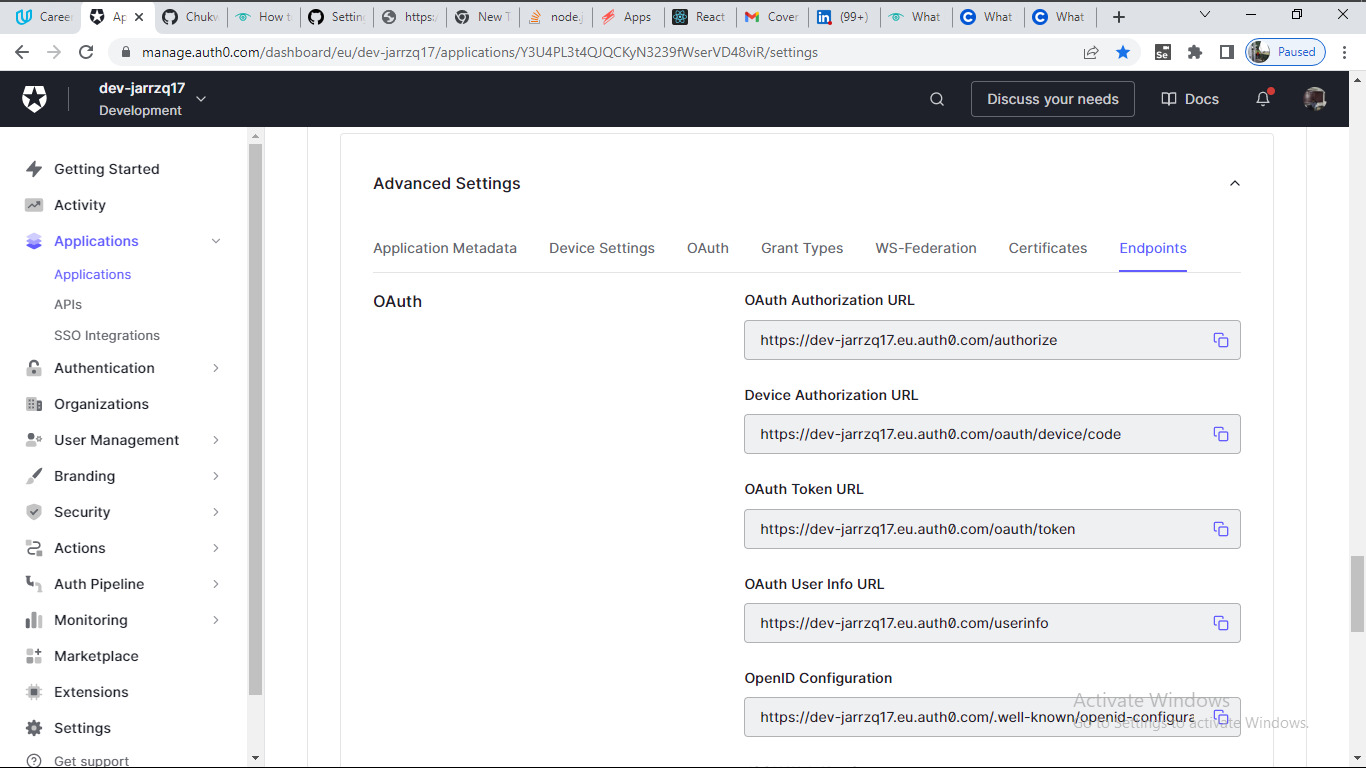 Career
Ap
Chukw
How t
Settin
https:
New T
node.j
Apps
React
Cover
(99+)
What
What
What
manage.auth0.com/dashboard/eu/dev-jarrzq17/applications/Y3U4PL3t4QJQCKyN3239fWserVD48viR/settings
Paused
dev-jarrzq17
Development
Discuss your needs
Docs
Getting Started
Activity
Applications
Applications
APIs
SSO Integrations
Authentication
Organizations
User Management
Branding
Security
Actions
Auth Pipeline
Monitoring
Marketplace
Extensions
Settings
Get support
Advanced Settings
Application Metadata
Device Settings
OAuth
Grant Types
WS-Federation
Certificates
Endpoints
OAuth
OAuth Authorization URL
https://dev-jarrzq17.eu.auth0.com/authorize
Device Authorization URL
https://dev-jarrzq17.eu.auth0.com/oauth/device/code
OAuth Token URL
https://dev-jarrzq17.eu.auth0.com/oauth/token
OAuth User Info URL
https://dev-jarrzq17.eu.auth0.com/userinfo
OpenID Configuration
https://dev-jarrzq17.eu.auth0.com/.well-known/openid-configura
Activate Windows
Go to Settings to activate Windows.